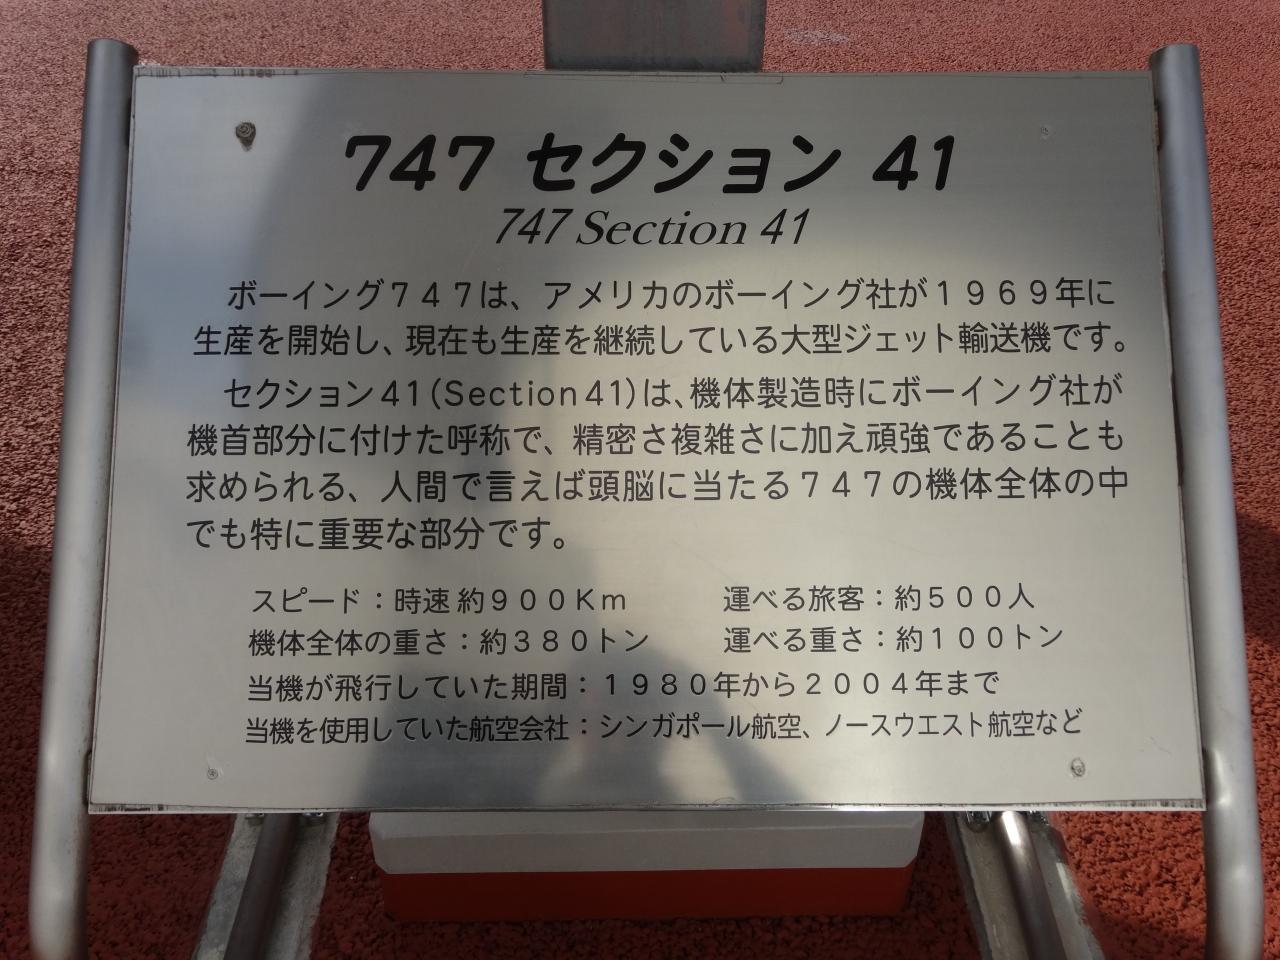 747 セクション 41
747 Section 41
ボーイング７４７は、アメリカのボーイング社が１９６９年に
生産を開始し、現在も生産を継続している大型ジェット輸送機です。
セクション41(Section41)は、機体製造時にボーイング社が
機首部分に付けた呼称で、精密さ複雑さに加え頑強であることも
求められる、人間で言えば頭脳に当たる７４７の機体全体の中
でも特に重要な部分です。
スピード：時速約９００Ｋｍ　運べる旅客：約５００人
機体全体の重さ：約３８０トン　運べる重さ：約１００トン
当機が飛行していた期間：１９８０年から２００４年まで
当機を使用していた航空会社：シンガポール航空、ノースウエスト航空など